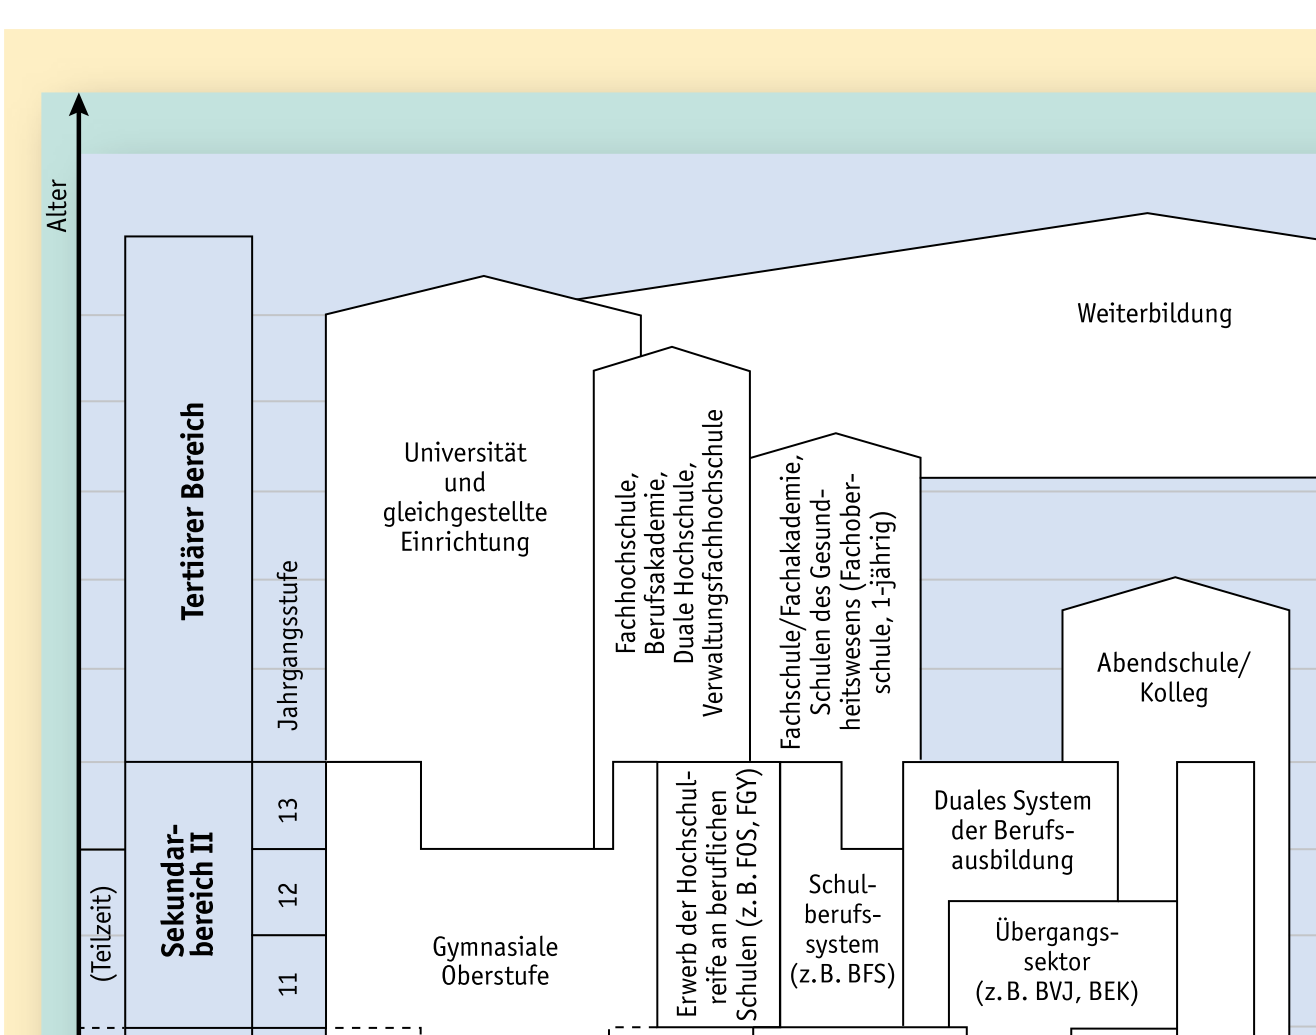 Alter
Weiterbildung
Universität
und
gleichgestellte
Einrichtung
Fachhochschule,
Berufsakademie,
Duale Hochschule,
Verwaltungsfachhochschule
Fachschule/Fachakademie,
Schulen des Gesund-
heitswesens (Fachober-
schule, 1-jährig)
Tertiärer Bereich
Jahrgangsstufe
Abendschule/
Kolleg
13
12
11
Sekundar-
bereich II
(Teilzeit)
Gymnasiale
Oberstufe
Erwerb der Hochschul-
reife an beruflichen
Schulen (z. B. FOS, FGY)
Schul-
berufs-
system
(z. B. BFS)
Duales System
der Berufs-
ausbildung
Übergangs-
sektor
(z. B. BVJ, BEK)